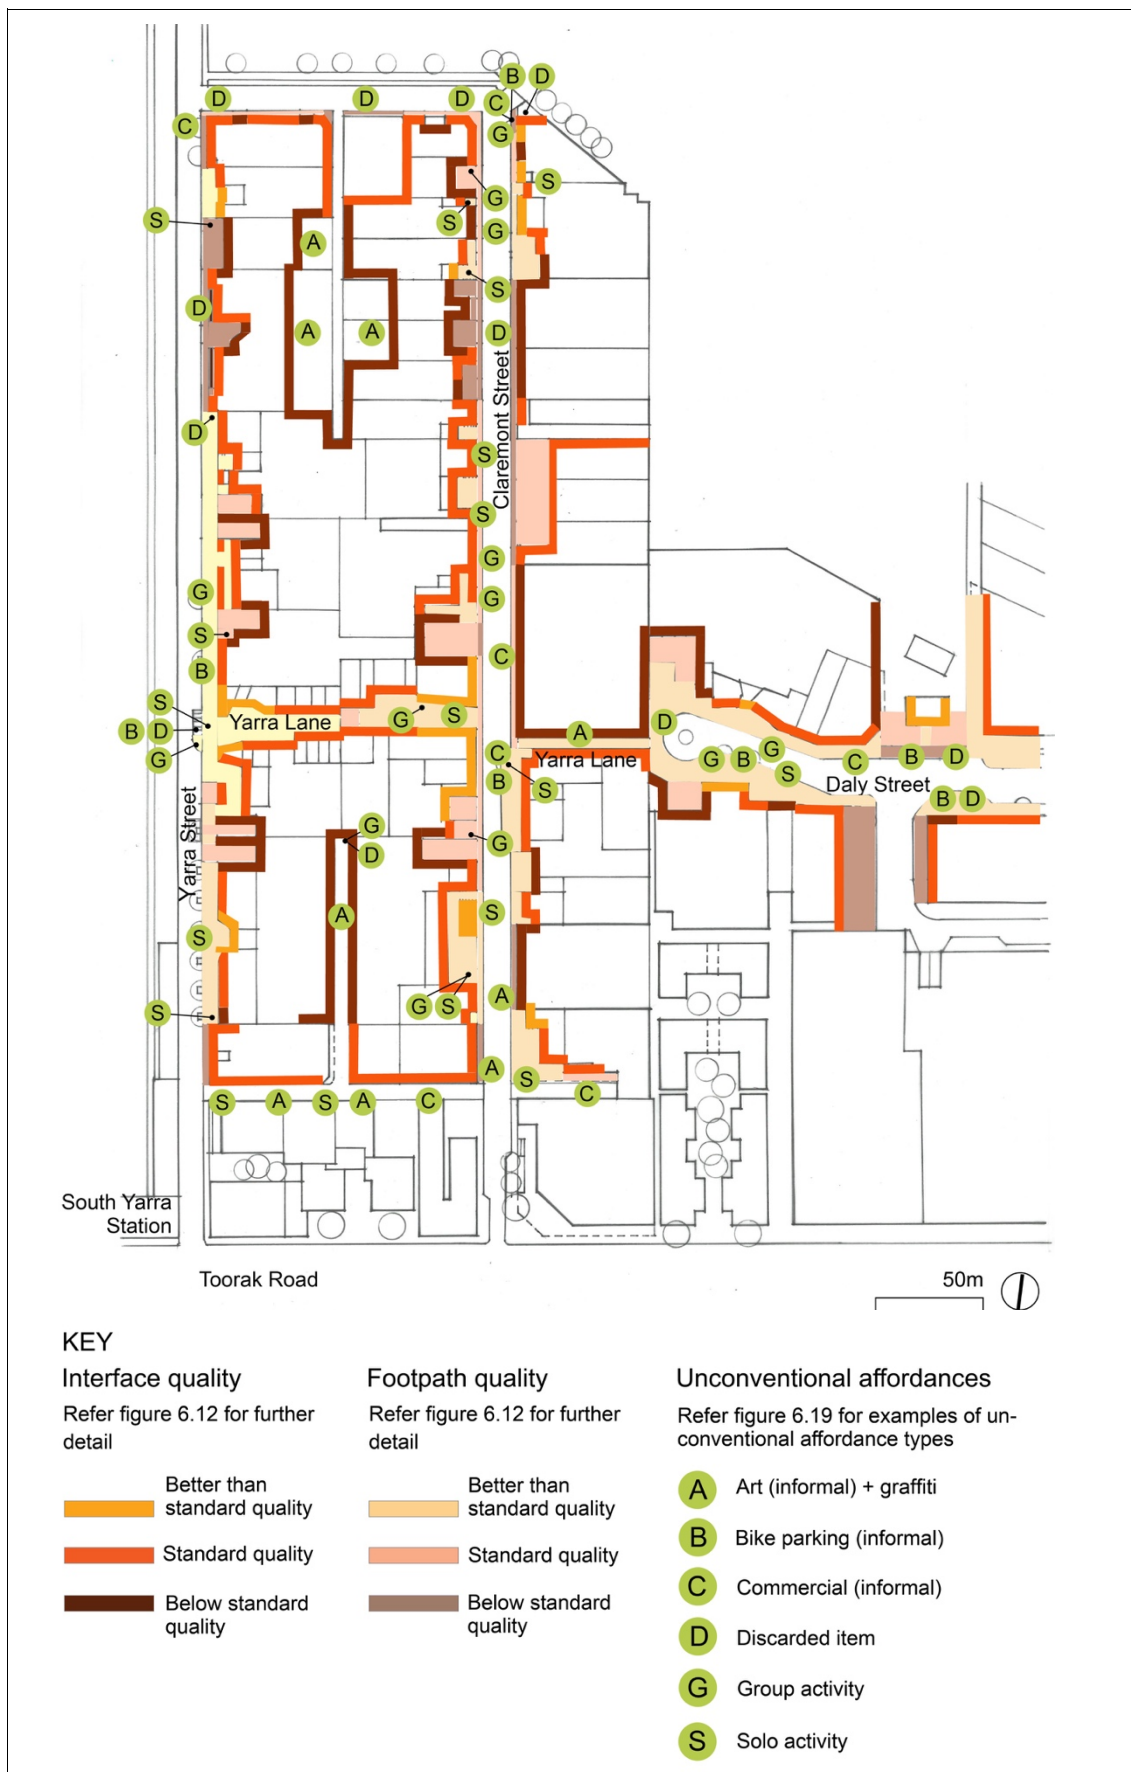 B D
D D D C
C G
S
G
S S G
A
S
D A A D
Claremont Street
D
S
S
G
G G
S C
B
S
B D Yarra Lane G S D
G A
C Yarra Lane G B G C B D
B S S Daly Street
B D
Yarra Street
G G
D
A S
S
G S A
S
A
S
S A S A C C
South Yarra
Station
Toorak Road
50m
KEY
Interface quality
Refer figure 6.12 for further
detail
Better than
standard quality
Standard quality
Below standard
quality
Footpath quality
Refer figure 6.12 for further
detail
Better than
standard quality
Standard quality
Below standard
quality
Unconventional affordances
Refer figure 6.19 for examples of un-
conventional affordance types
A Art (informal) + graffiti
B Bike parking (informal)
C Commercial (informal)
D Discarded item
G Group activity
S Solo activity